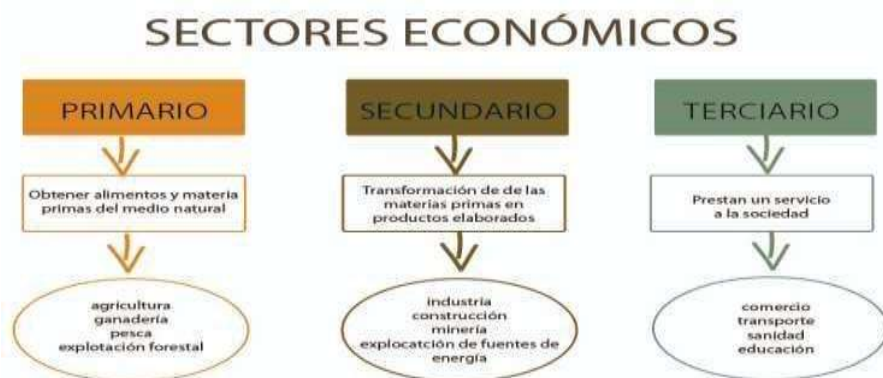 SECTORES ECONÓMICOS
PRIMARIO
Obtener alimentos y materia
primas del medio natural
agricultura
ganadería
pesca
explotación forestal
SECUNDARIO
Transformación de de las
materias primas en
productos elaborados
industria
construcción
minería
explocatción de fuentes de
energía
TERCIARIO
Prestan un servicio
a la sociedad
comercio
transporte
sanidad
educación